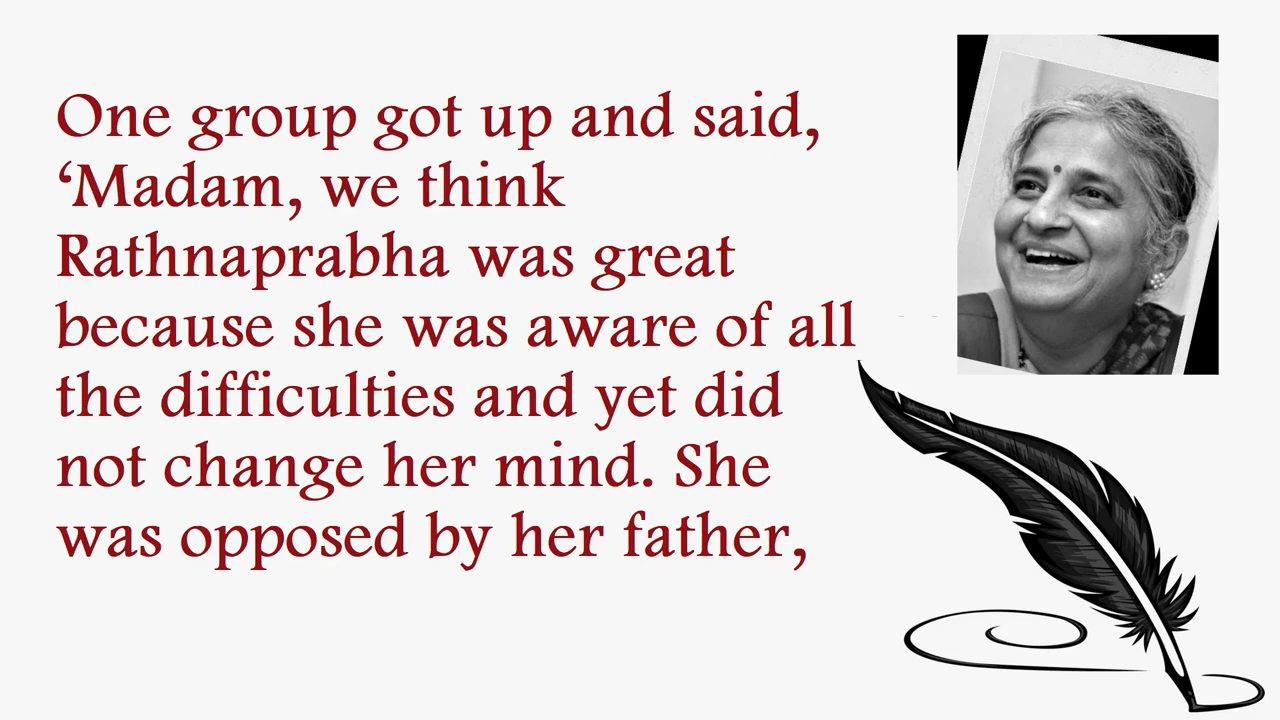 One group got up and said,
‘Madam, we think
Rathnaprabha was great
because she was aware of all
the difficulties and yet did
not change her mind. She
was opposed by her father,